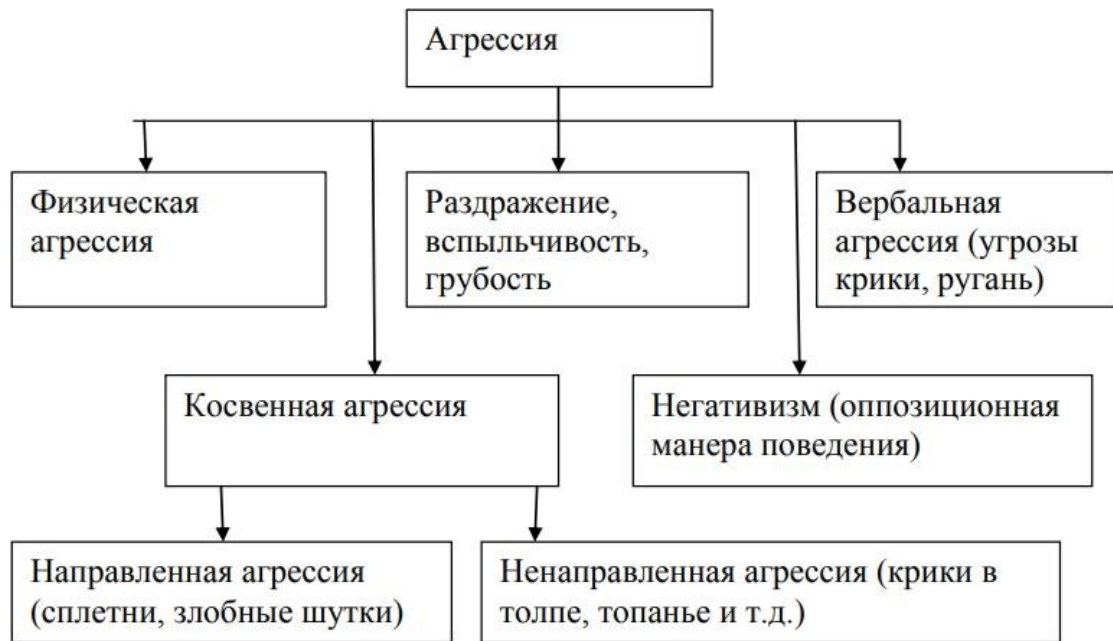 Агрессия
Физическая
агрессия
Раздражение,
вспыльчивость,
грубость
Вербальная
агрессия (угрозы
крики, ругань)
Косвенная агрессия
Негативизм (оппозиционная
манера поведения)
Направленная агрессия
(сплетни, злобные шутки)
Ненаправленная агрессия (крики в
толпе, топанье и т.д.)